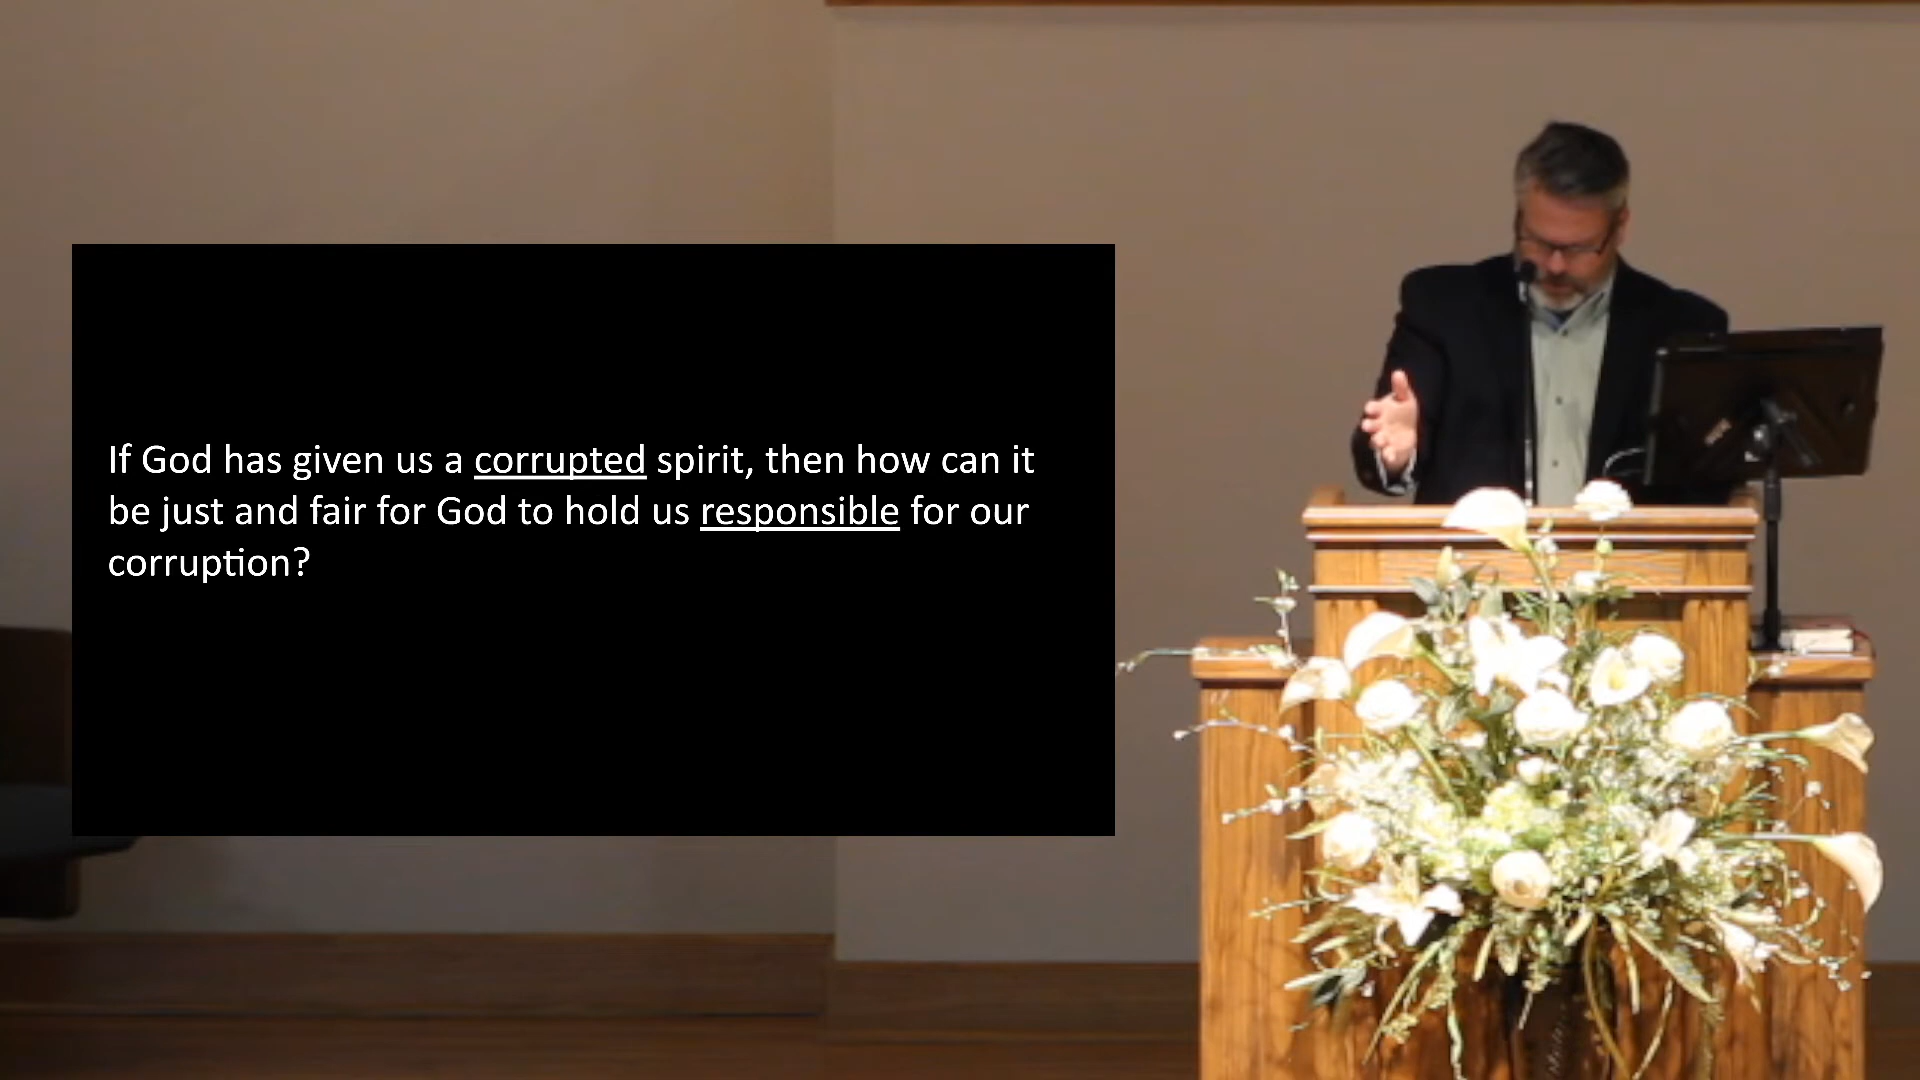 If God has given us a corrupted spirit, then how can it
be just and fair for God to hold us responsible for our
corruption?